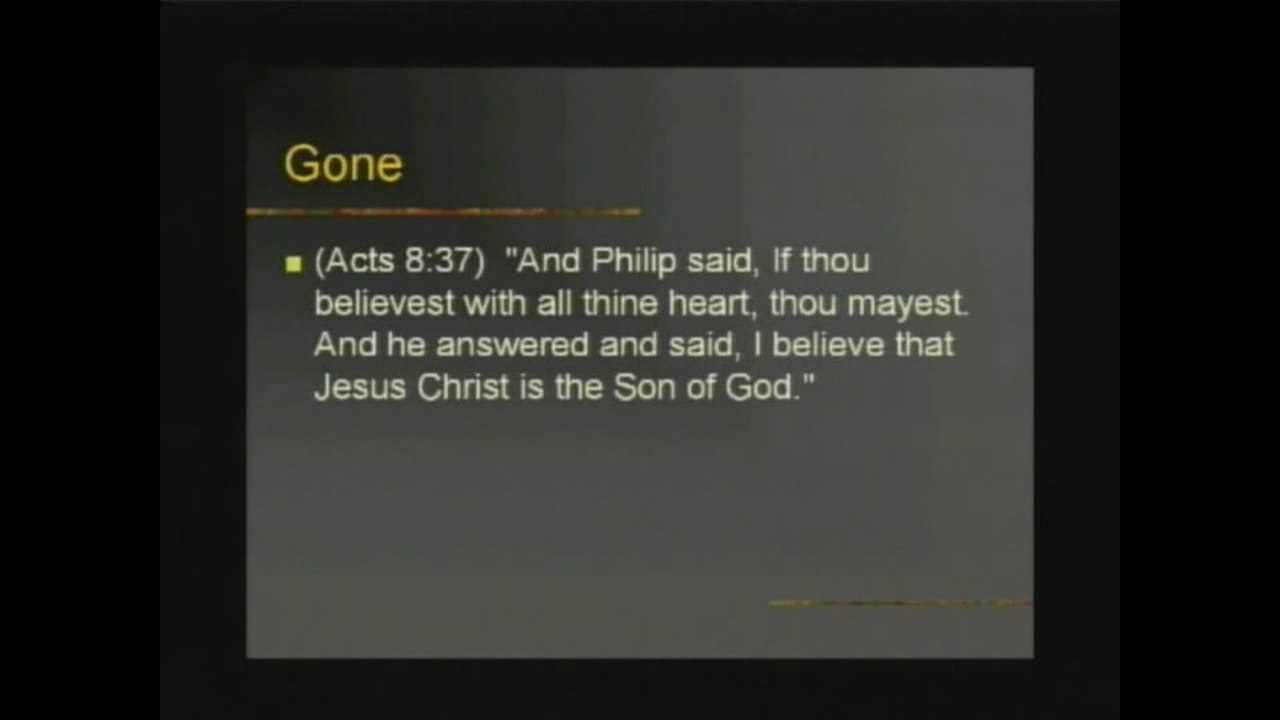 Gone
(Acts 8:37) "And Philip said, If thou
believest with all thine heart, thou mayest.
And he answered and said, I believe that
Jesus Christ is the Son of God."